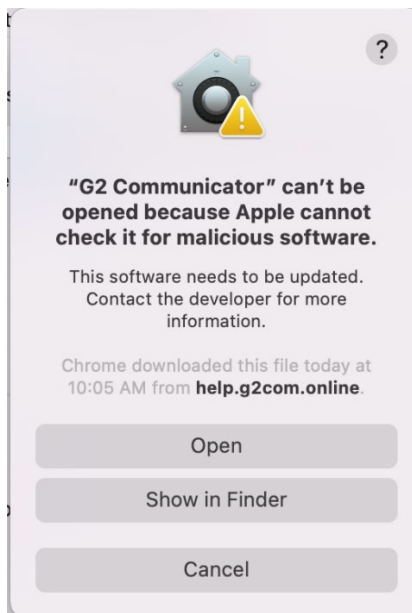 ?
“G2 Communicator” can’t be
opened because Apple cannot
check it for malicious software.
This software needs to be updated.
Contact the developer for more
information.
Chrome downloaded this file today at
10:05 AM from help.g2com.online.
Open
Show in Finder
Cancel